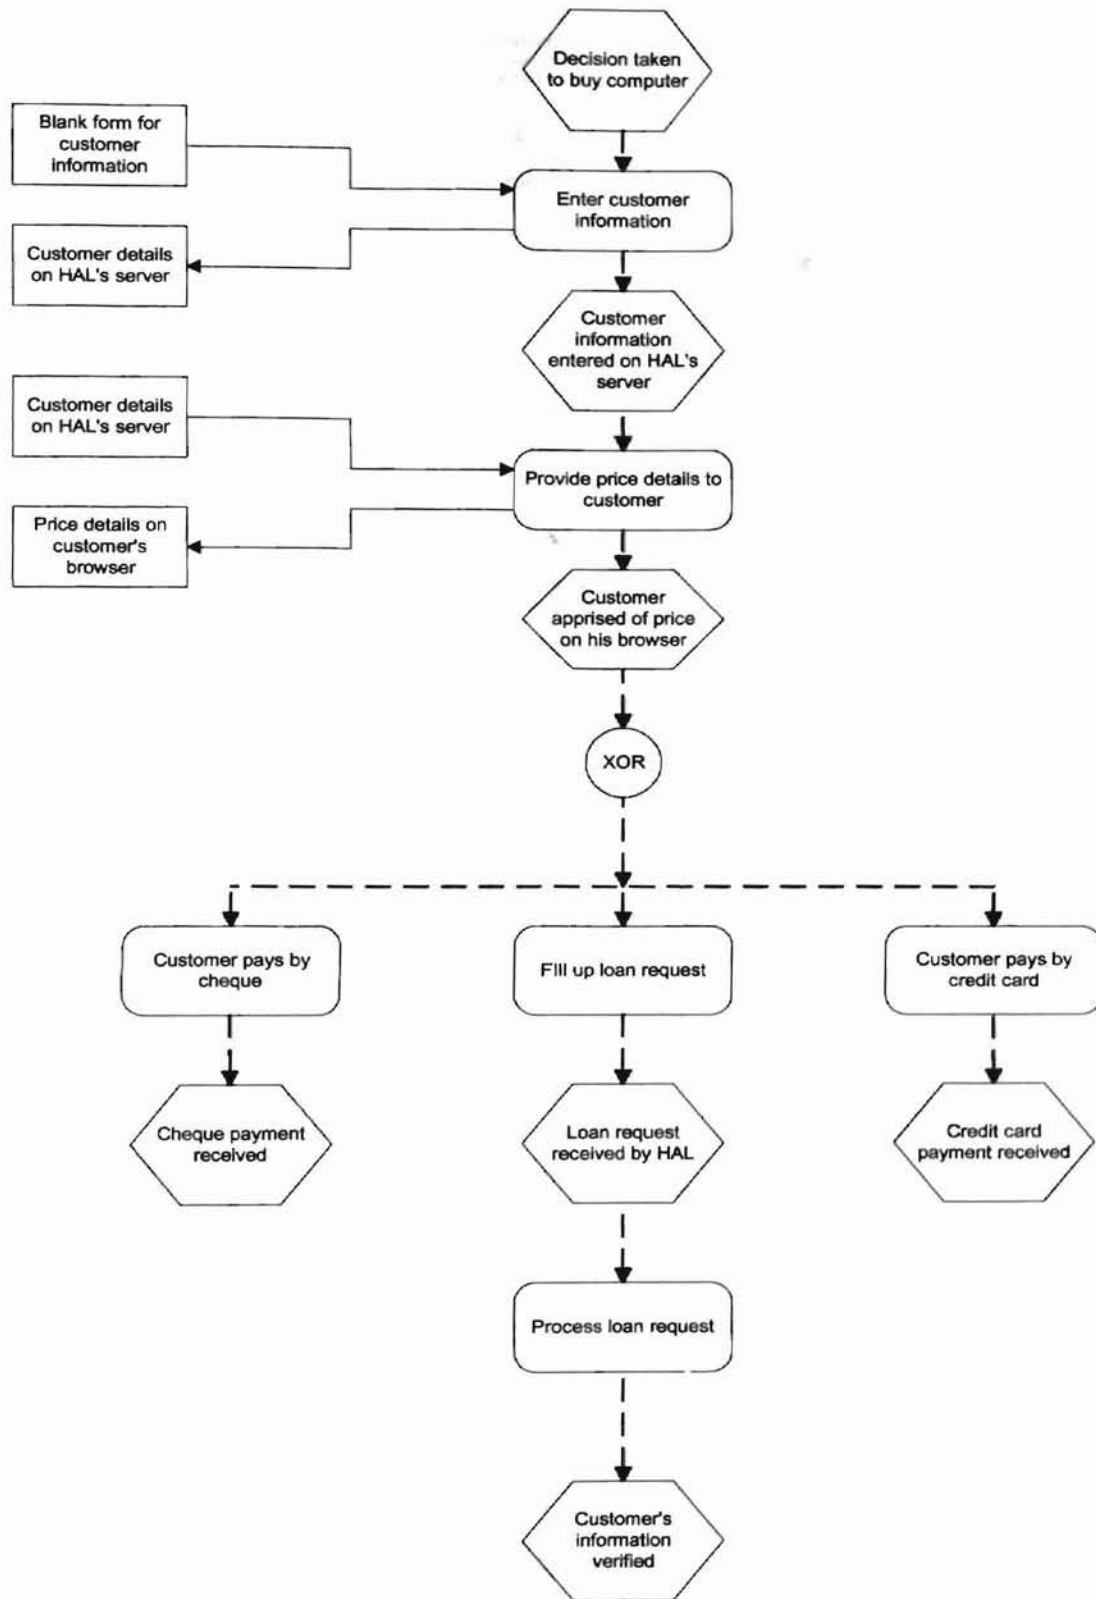 Decision taken
to buy computer
Blank form for
customer
information
Enter customer
information
Customer details
on HAL's server
Customer
information
entered on HAL's
server
Customer details
on HAL's server
Provide price details to
customer
Price details on
customer's
browser
Customer
apprised of price
on his browser
XOR
Customer pays by
cheque
Fill up loan request
Customer pays by
credit card
Cheque payment
received
Loan request
received by HAL
Credit card
payment received
Process loan request
Customer's
information
verified